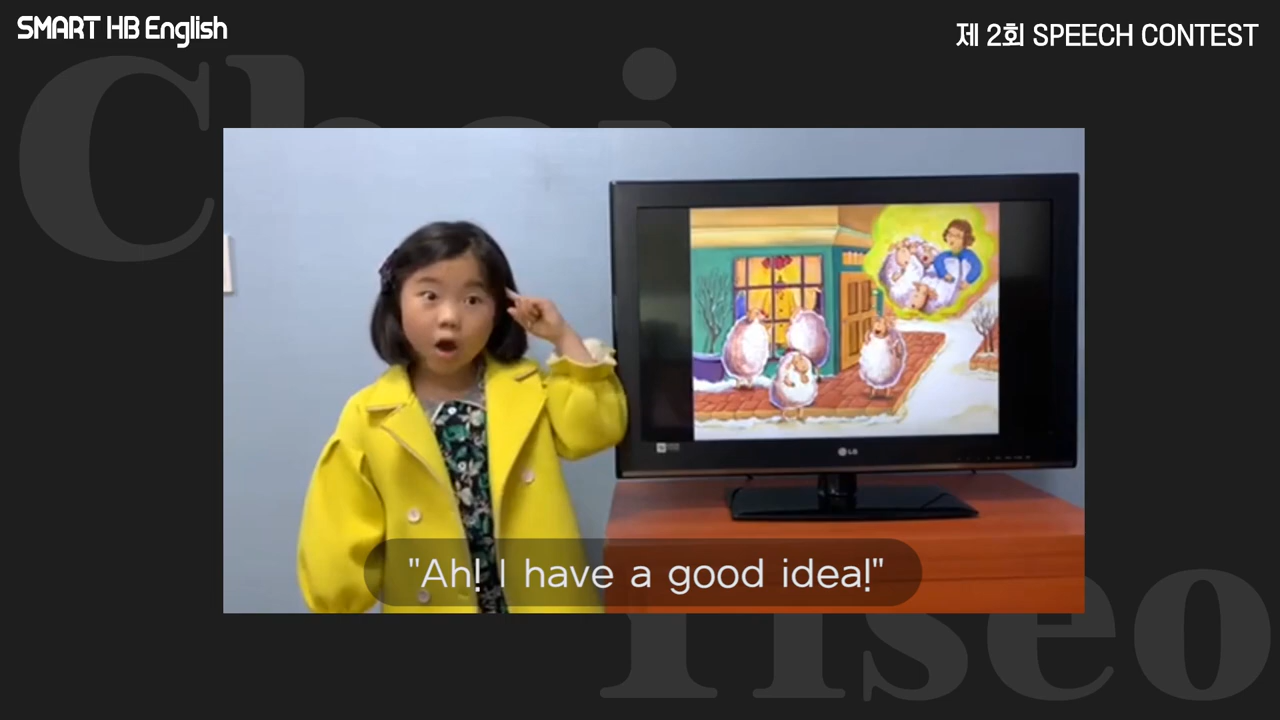 SMART HB English
제 2회 SPEECH CONTEST
"Ah! I have a good idea!"
LG